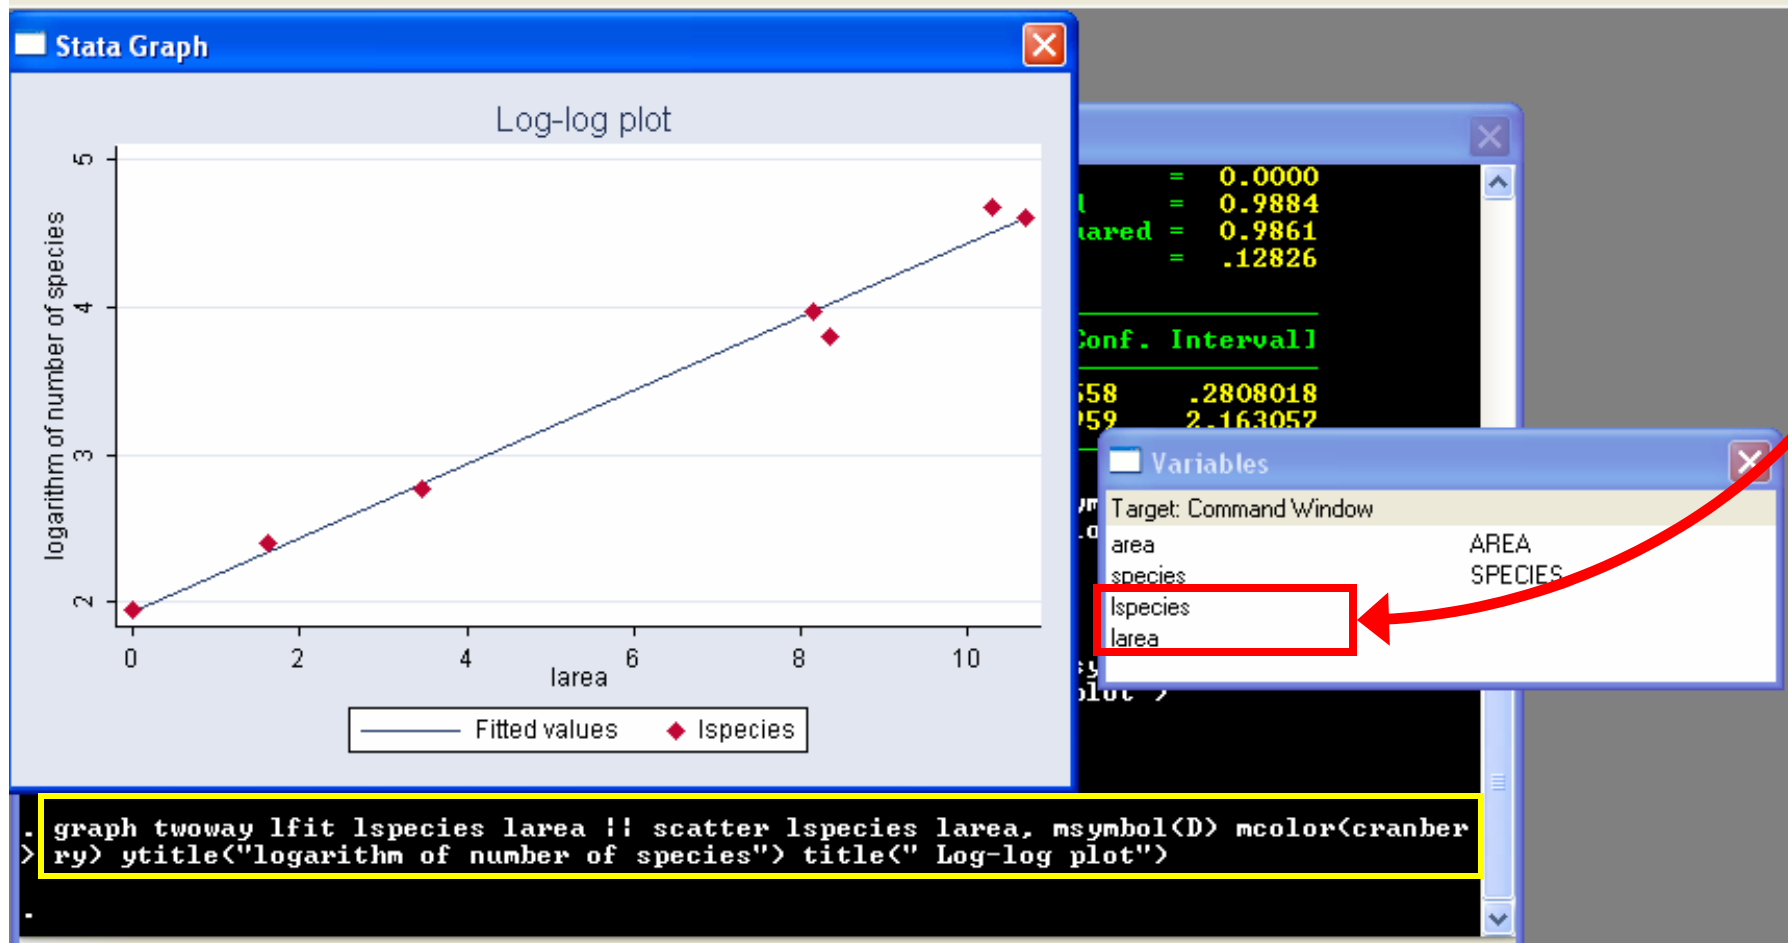 Stata Graph
Log-log plot
5
4
3
2
logarithm of number of species
0 2 4 6 8 10
larea
Fitted values lspecies
= 0.0000
= 0.9884
= 0.9861
= .12826
Conf. Interval]
.2808018
2.163057
Variables
Target: Command Window
area AREA
species SPECIES
lspecies
larea
. graph twoway lfit lspecies larea || scatter lspecies larea, msymbol(D) mcolor(cranber
> ry) ytitle("logarithm of number of species") title(" Log-log plot")
.